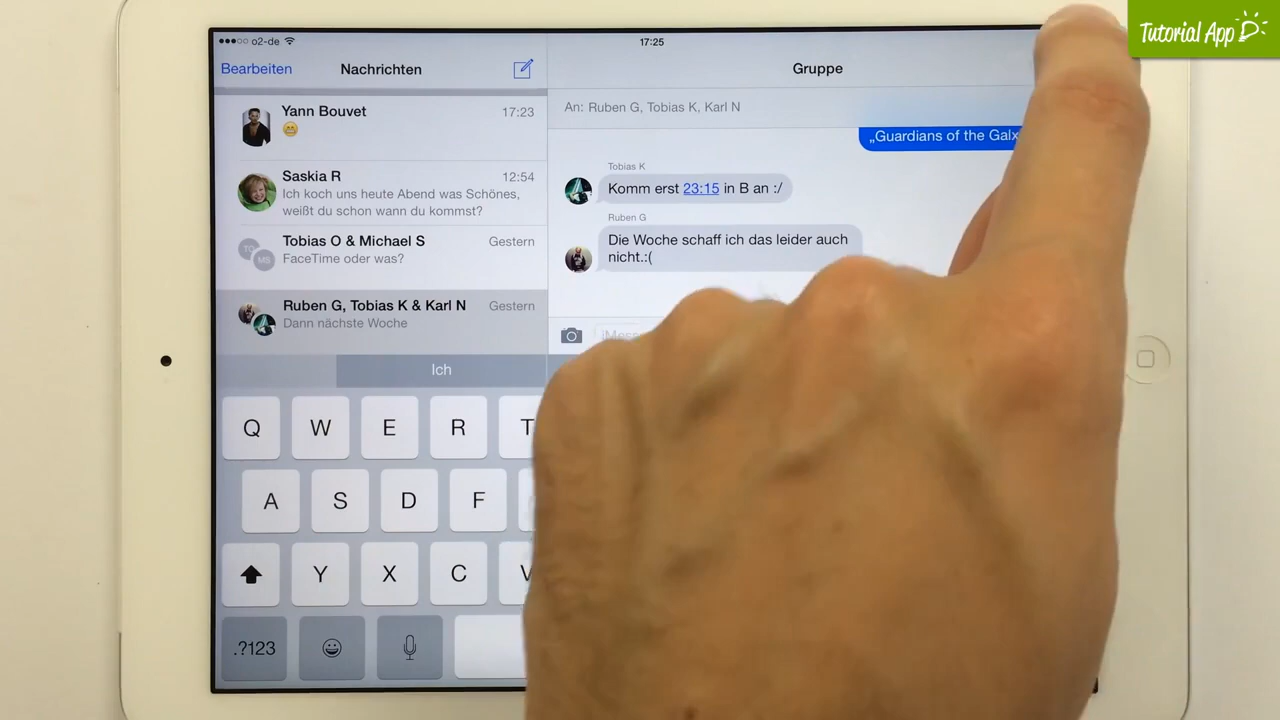 Tutorial App
o2-de
17:25
Bearbeiten
Nachrichten
Gruppe
Yann Bouvet
17:23
An: Ruben G, Tobias K, Karl N
„Guardians of the Galx
Saskia R
12:54
Ich koch uns heute Abend was Schönes,
weißt du schon wann du kommst?
Tobias K
Komm erst 23:15 in B an :/
Tobias O & Michael S
Gestern
FaceTime oder was?
TO
MS
Ruben G
Die Woche schaff ich das leider auch
nicht.:(
Ruben G, Tobias K & Karl N
Gestern
Dann nächste Woche
iMess
Ich
Q W E R T
A S D F
Y X C V
.?123